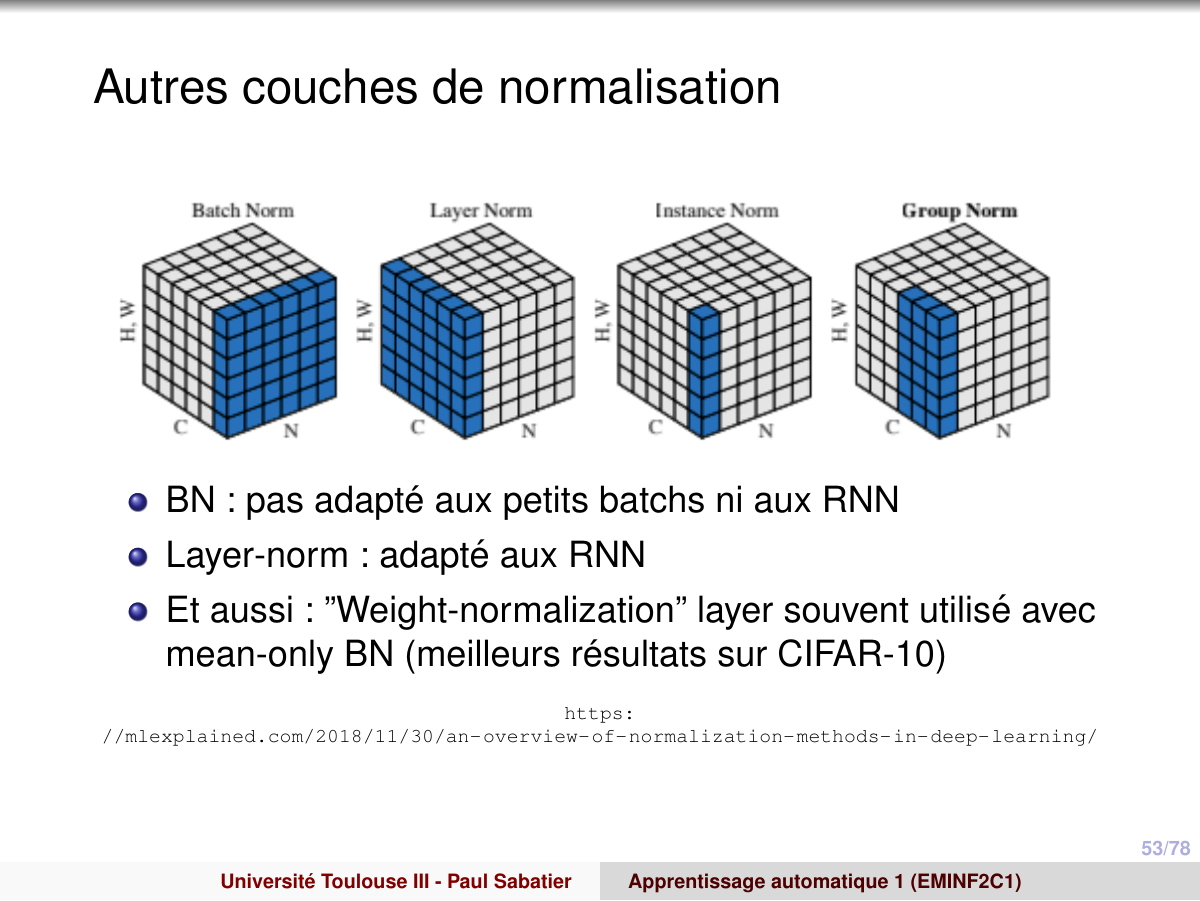 Autres couches de normalisation
Batch Norm Layer Norm Instance Norm Group Norm
H, W H, W H, W H, W
C N C N C N C N
BN : pas adapté aux petits batchs ni aux RNN
Layer-norm : adapté aux RNN
Et aussi : ”Weight-normalization” layer souvent utilisé avec
mean-only BN (meilleurs résultats sur CIFAR-10)
https:
//mlexplained.com/2018/11/30/an-overview-of-normalization-methods-in-deep-learning/
53/78
Université Toulouse III - Paul Sabatier Apprentissage automatique 1 (EMINF2C1)